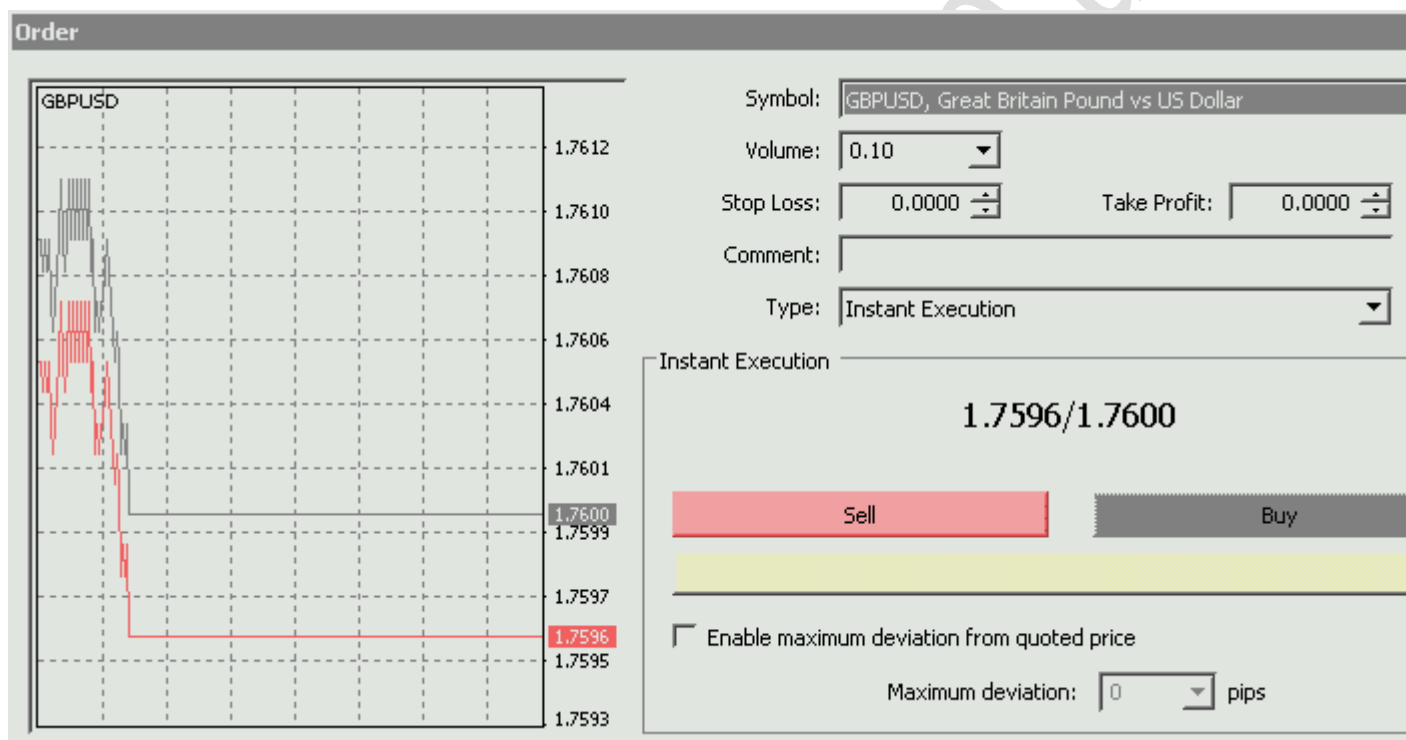 Order
GBPUSD
1.7612
1.7610
1.7608
1.7606
1.7604
1.7601
1.7600
1.7599
1.7597
1.7596
1.7595
1.7593
Symbol: GBPUSD, Great Britain Pound vs US Dollar
Volume: 0.10
Stop Loss: 0.0000 Take Profit: 0.0000
Comment:
Type: Instant Execution
Instant Execution
1.7596/1.7600
Sell Buy
Enable maximum deviation from quoted price
Maximum deviation: 0 pips